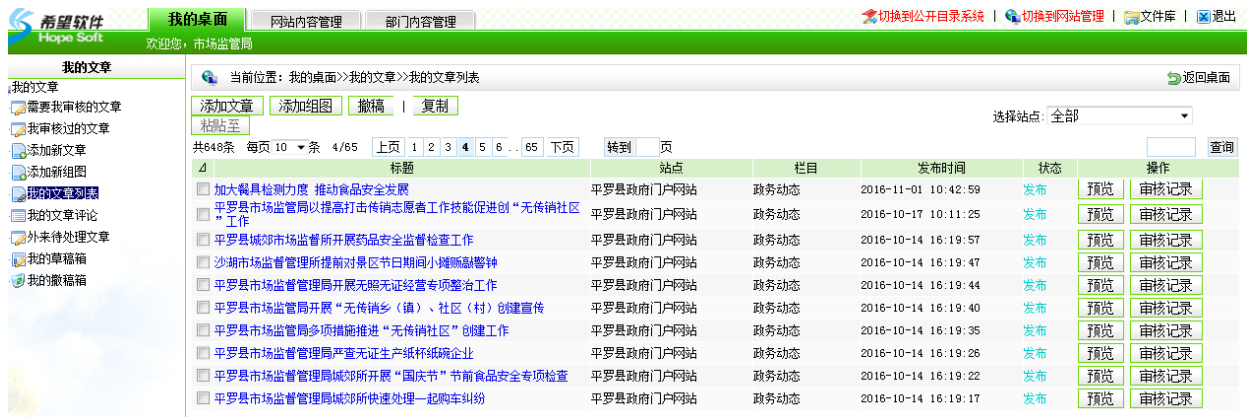 希望软件
Hope Soft
我的桌面 网站内容管理 部门内容管理
切换到公开目录系统 | 切换到网站管理 | 文件库 | 退出
欢迎您，市场监管局
我的文章
我的文章
需要我审核的文章
我审核过的文章
添加新文章
添加新组图
我的文章列表
我的文章评论
外来待处理文章
我的草稿箱
我的撤稿箱
当前位置：我的桌面>>我的文章>>我的文章列表 返回桌面
添加文章 添加组图 撤稿 | 复制
粘贴至
选择站点: 全部
共648条 每页 10 条 4/65 上页 1 2 3 4 5 6 .. 65 下页 转到 页 查询
标题 站点 栏目 发布时间 状态 操作
加大餐具检测力度 推动食品安全发展 平罗县政府门户网站 政务动态 2016-11-01 10:42:59 发布 预览 审核记录
平罗县市场监管局以提高打击传销志愿者工作技能促进创“无传销社区
”工作 平罗县政府门户网站 政务动态 2016-10-17 10:11:25 发布 预览 审核记录
平罗县城郊市场监督所开展药品安全监督检查工作 平罗县政府门户网站 政务动态 2016-10-14 16:19:57 发布 预览 审核记录
沙湖市场监督管理所提前对景区节日期间小摊贩敲警钟 平罗县政府门户网站 政务动态 2016-10-14 16:19:47 发布 预览 审核记录
平罗县市场监督管理局开展无照无证经营专项整治工作 平罗县政府门户网站 政务动态 2016-10-14 16:19:44 发布 预览 审核记录
平罗县市场监管局开展“无传销乡（镇）、社区（村）创建宣传 平罗县政府门户网站 政务动态 2016-10-14 16:19:40 发布 预览 审核记录
平罗县市场监管局多项措施推进“无传销社区”创建工作 平罗县政府门户网站 政务动态 2016-10-14 16:19:35 发布 预览 审核记录
平罗县市场监督管理局严查无证生产纸杯纸碗企业 平罗县政府门户网站 政务动态 2016-10-14 16:19:26 发布 预览 审核记录
平罗县市场监督管理局城郊所开展“国庆节”节前食品安全专项检查 平罗县政府门户网站 政务动态 2016-10-14 16:19:22 发布 预览 审核记录
平罗县市场监督管理局城郊所快速处理一起购车纠纷 平罗县政府门户网站 政务动态 2016-10-14 16:19:17 发布 预览 审核记录